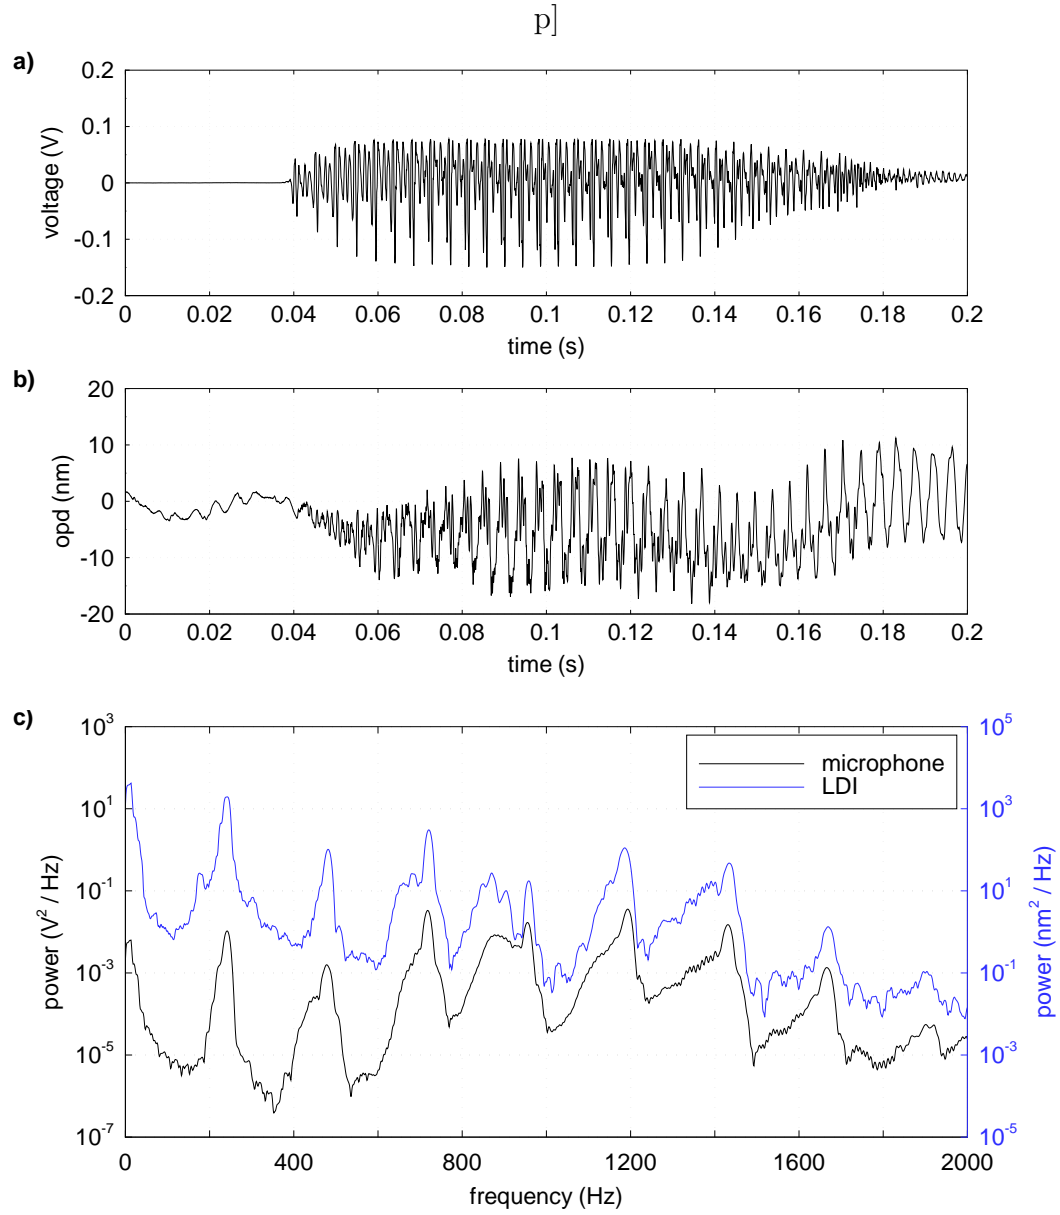 p]
a)
0.2
0.1
0
-0.1
-0.2
voltage (V)
0 0.02 0.04 0.06 0.08 0.1 0.12 0.14 0.16 0.18 0.2
time (s)
b)
20
10
0
-10
-20
opd (nm)
0 0.02 0.04 0.06 0.08 0.1 0.12 0.14 0.16 0.18 0.2
time (s)
c)
10³ 10⁵
microphone
LDI
10¹ 10³
10⁻¹ 10¹
10⁻³ 10⁻¹
10⁻⁵ 10⁻³
10⁻⁷ 10⁻⁵
power (V² / Hz)
power (nm² / Hz)
0 400 800 1200 1600 2000
frequency (Hz)